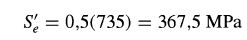 S′ₑ = 0,5(735) = 367,5 MPa